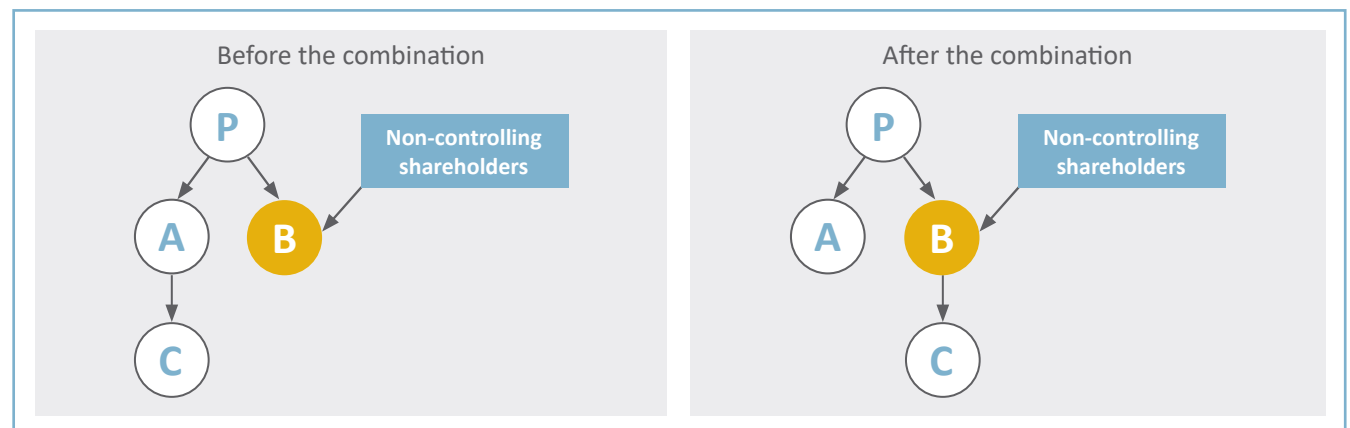 Before the combination
P
Non-controlling
shareholders
A
B
C
After the combination
P
Non-controlling
shareholders
A
B
C